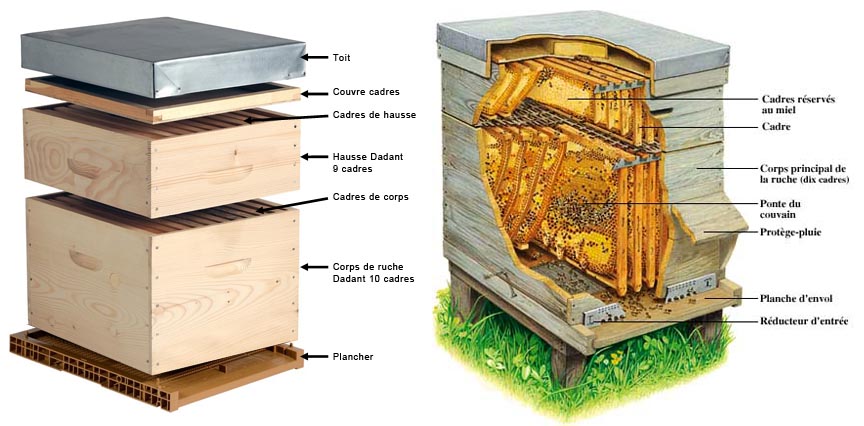 Toit
Couvre cadres
Cadres de hausse
Hausse Dadant
9 cadres
Cadres de corps
Corps de ruche
Dadant 10 cadres
Plancher
Cadres réservés
au miel
Cadre
Corps principal
de la ruche (dix cadres)
Ponte du
couvain
Protège-pluie
Planche d'envol
Réducteur d'entrée